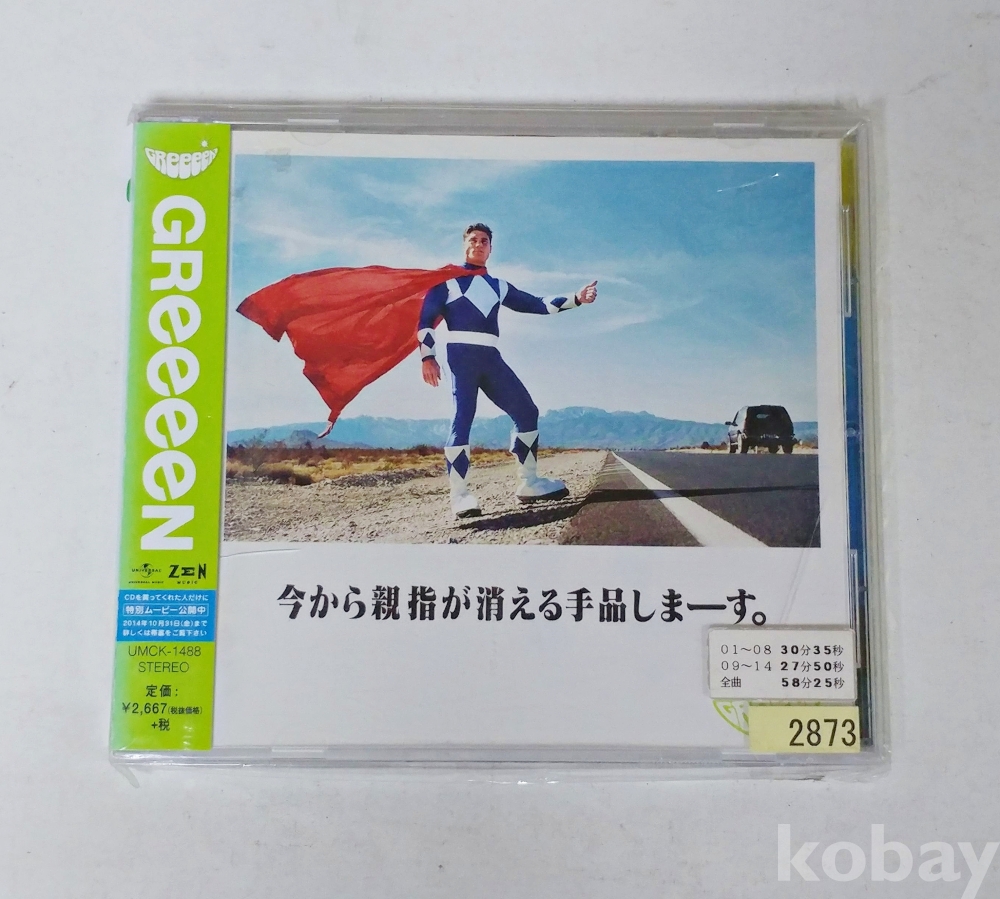 GReeeeN
GReeeeN
UNIVERSAL
ZEN
MUSIC
CDを買ってくれた人だけに
特別ムービー公開中
2014年10月31日(金)まで
詳しくは帯裏をご覧下さい
UMCK-1488
STEREO
定価:
¥2,667(税抜価格)
+税
今から親指が消える手品しまーす。
01〜08 30分35秒
09〜14 27分50秒
全曲 58分25秒
2873
kobay